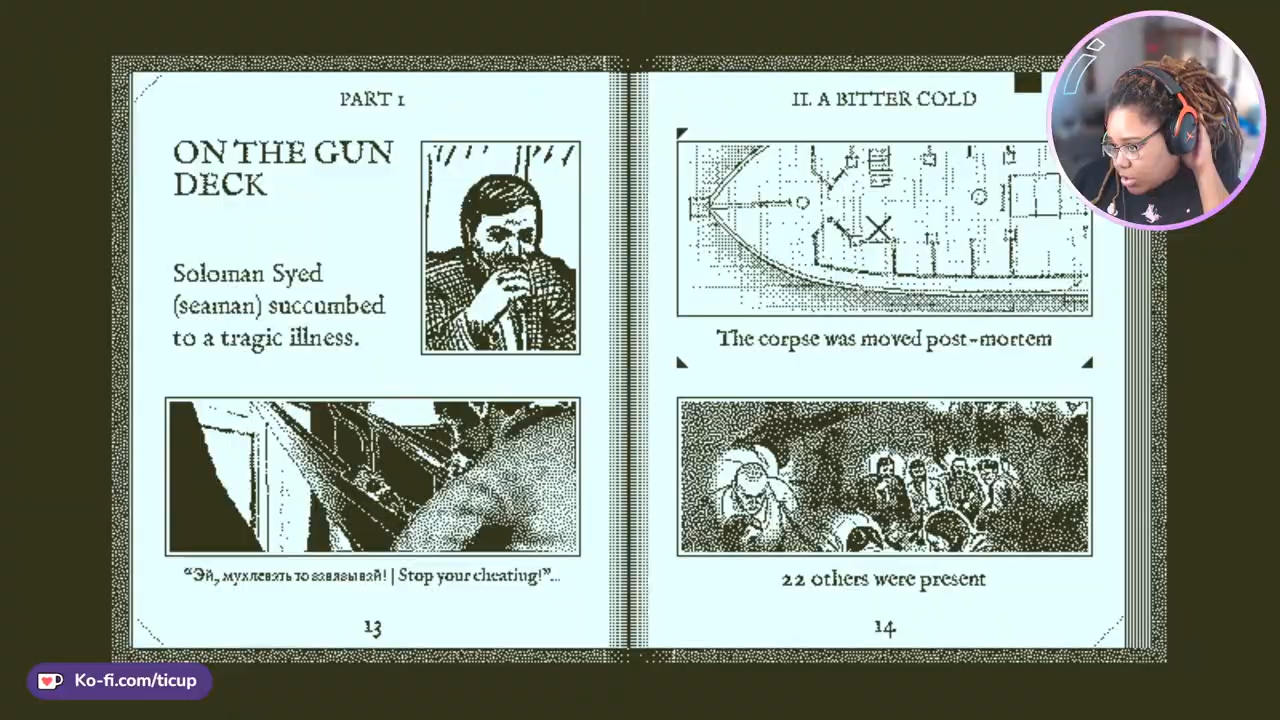 PART 1
ON THE GUN
DECK
Soloman Syed
(seaman) succumbed
to a tragic illness.
"Эй, мухлевать то завязывай! | Stop your cheating!"...
13
II. A BITTER COLD
The corpse was moved post-mortem
22 others were present
14
Ko-fi.com/ticup